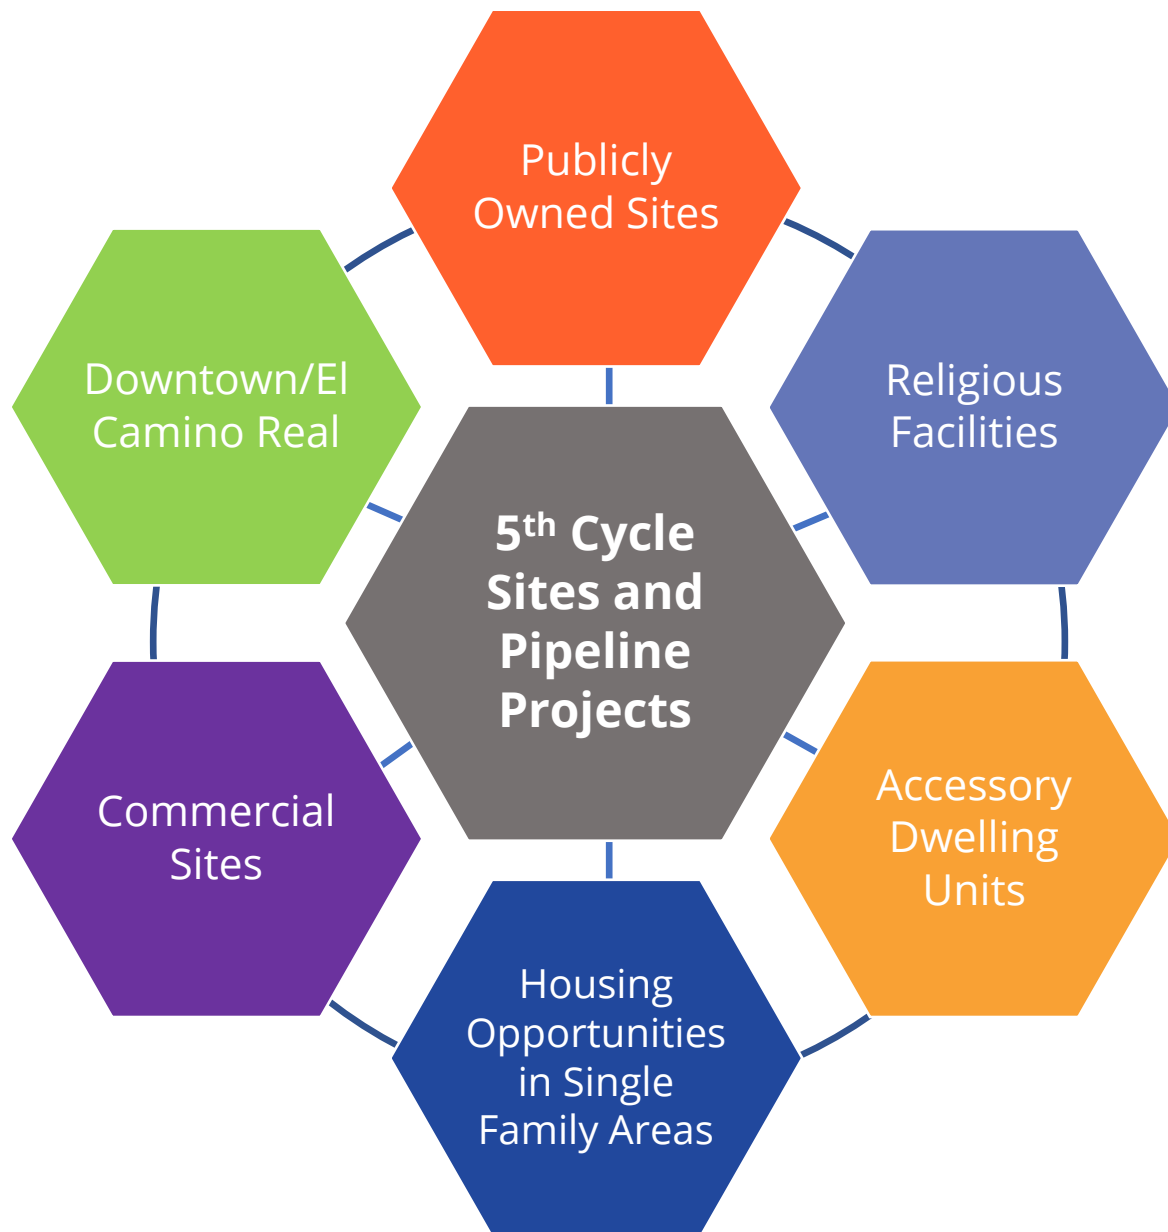 Publicly
Owned Sites
Downtown/El
Camino Real
Religious
Facilities
5th Cycle
Sites and
Pipeline
Projects
Commercial
Sites
Accessory
Dwelling
Units
Housing
Opportunities
in Single
Family Areas